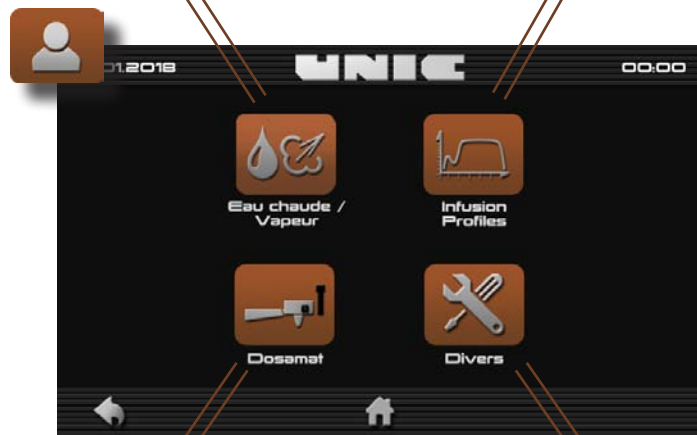 01.2018
UNIC
00:00
Eau chaude /
Vapeur
Infusion
Profiles
Dosamat
Divers